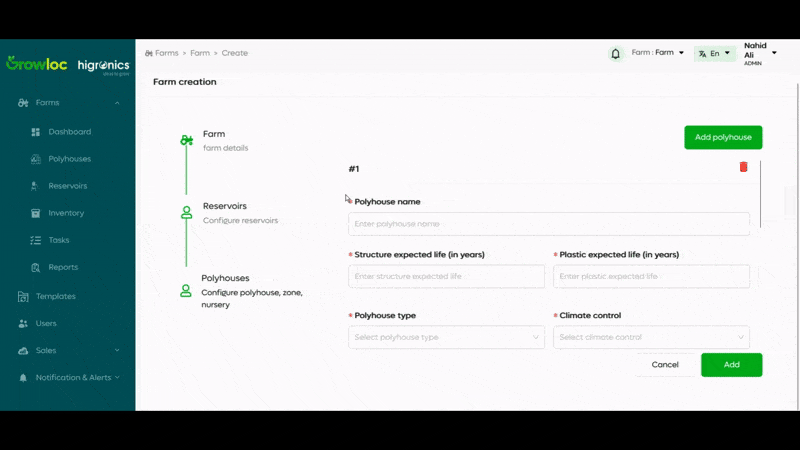 Growloc higronics
Farms > Farm > Create
Farm : Farm
En
Nahid Ali
ADMIN
Farms
Dashboard
Polyhouses
Reservoirs
Inventory
Tasks
Reports
Templates
Users
Sales
Notification & Alerts
Farm creation
Farm
farm details
Reservoirs
Configure reservoirs
Polyhouses
Configure polyhouse, zone,
nursery
Add polyhouse
#1
* Polyhouse name
Enter polyhouse name
* Structure expected life (in years)
* Plastic expected life (in years)
Enter structure expected life
Enter plastic expected life
* Polyhouse type
* Climate control
Select polyhouse type
Select climate control
Cancel
Add